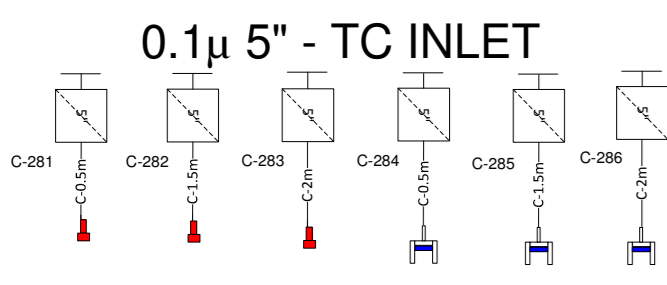 0.1µ 5" - TC INLET
5" 5" 5" 5" 5" 5"
C-281 C-282 C-283 C-284 C-285 C-286
C-0.5m C-1.5m C-2m C-0.5m C-1.5m C-2m